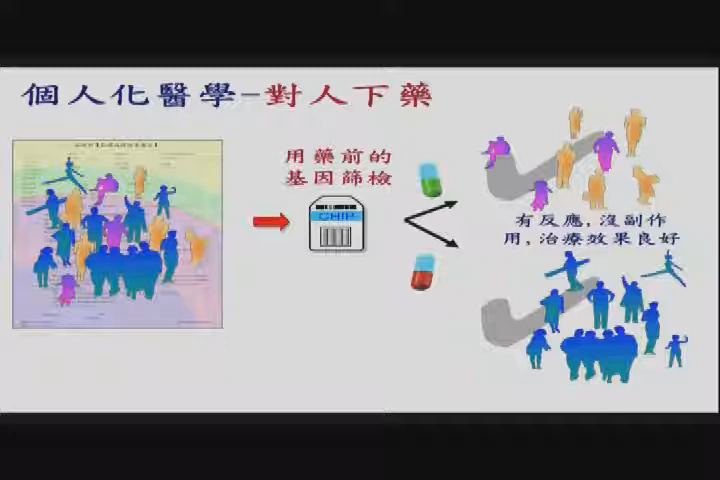 個人化醫學-對人下藥
用藥前的
基因篩檢
CHIP
有反應,沒副作
用,治療效果良好